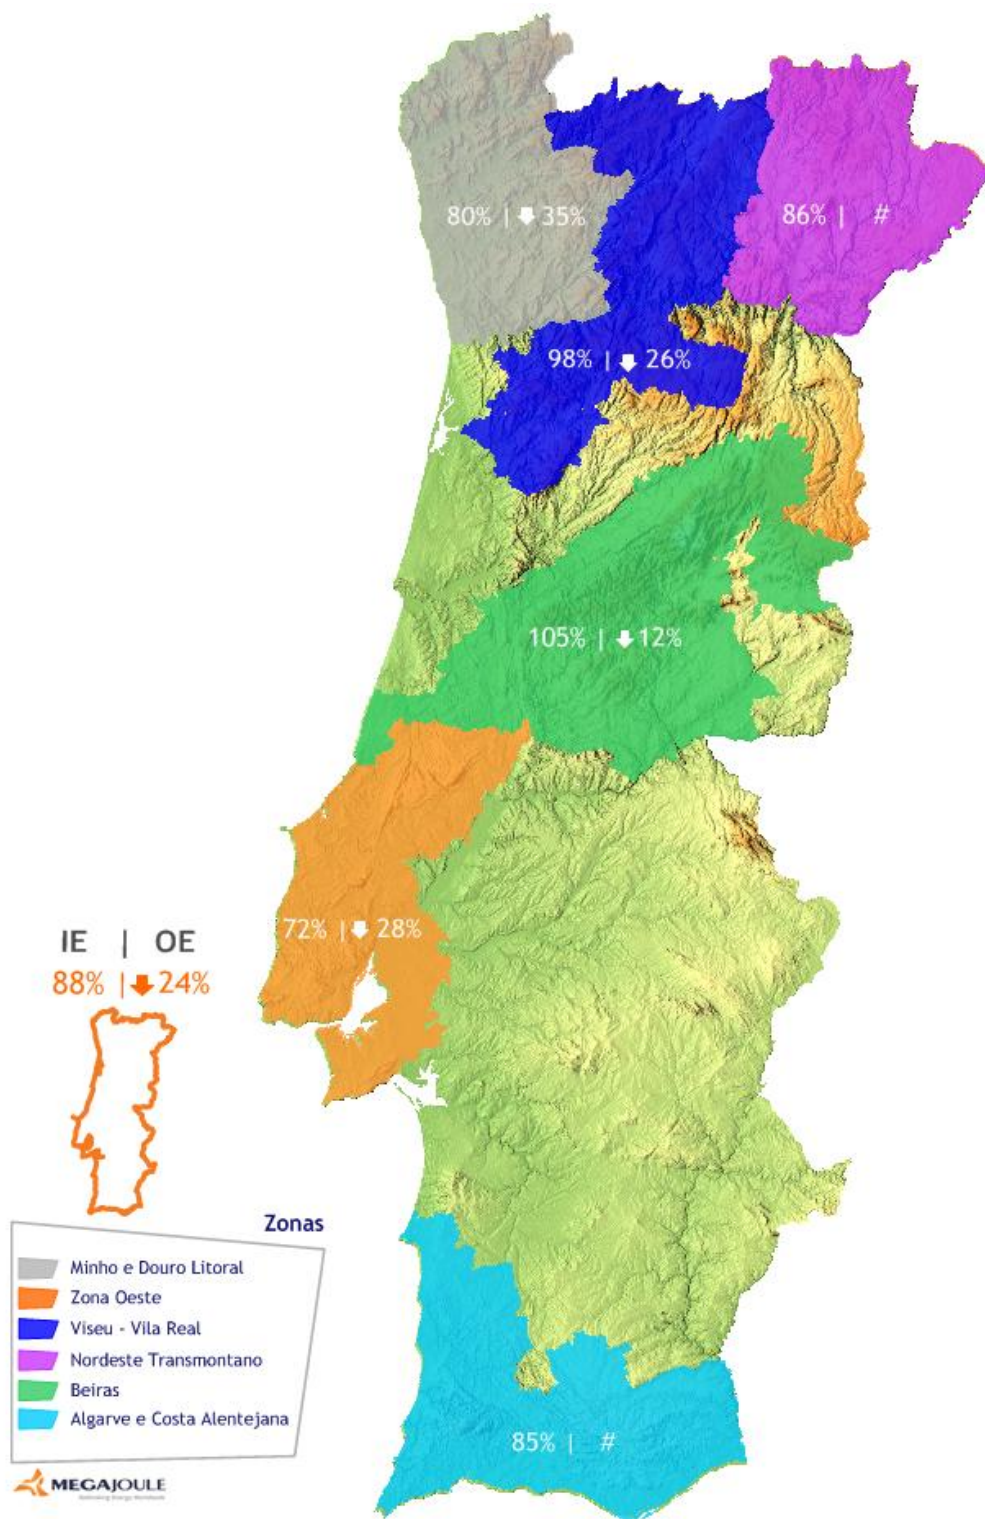 80% | 35%
86% | #
98% | 26%
105% | 12%
72% | 28%
IE | OE
88% | 24%
Zonas
Minho e Douro Litoral
Zona Oeste
Viseu - Vila Real
Nordeste Transmontano
Beiras
Algarve e Costa Alentejana
85% | #
MEGAJOULE